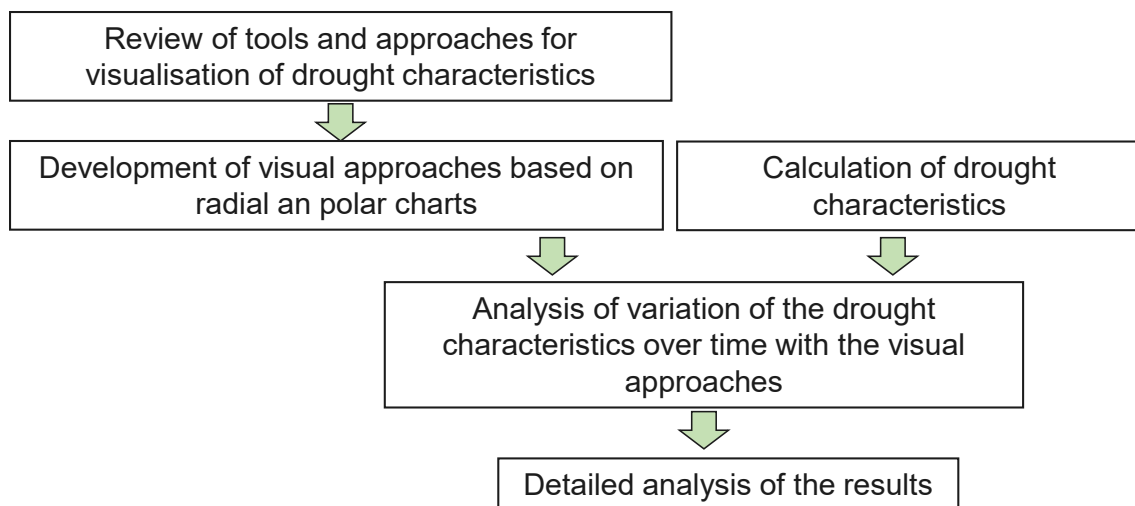 Review of tools and approaches for
visualisation of drought characteristics
Development of visual approaches based on
radial an polar charts
Calculation of drought
characteristics
Analysis of variation of the drought
characteristics over time with the visual
approaches
Detailed analysis of the results